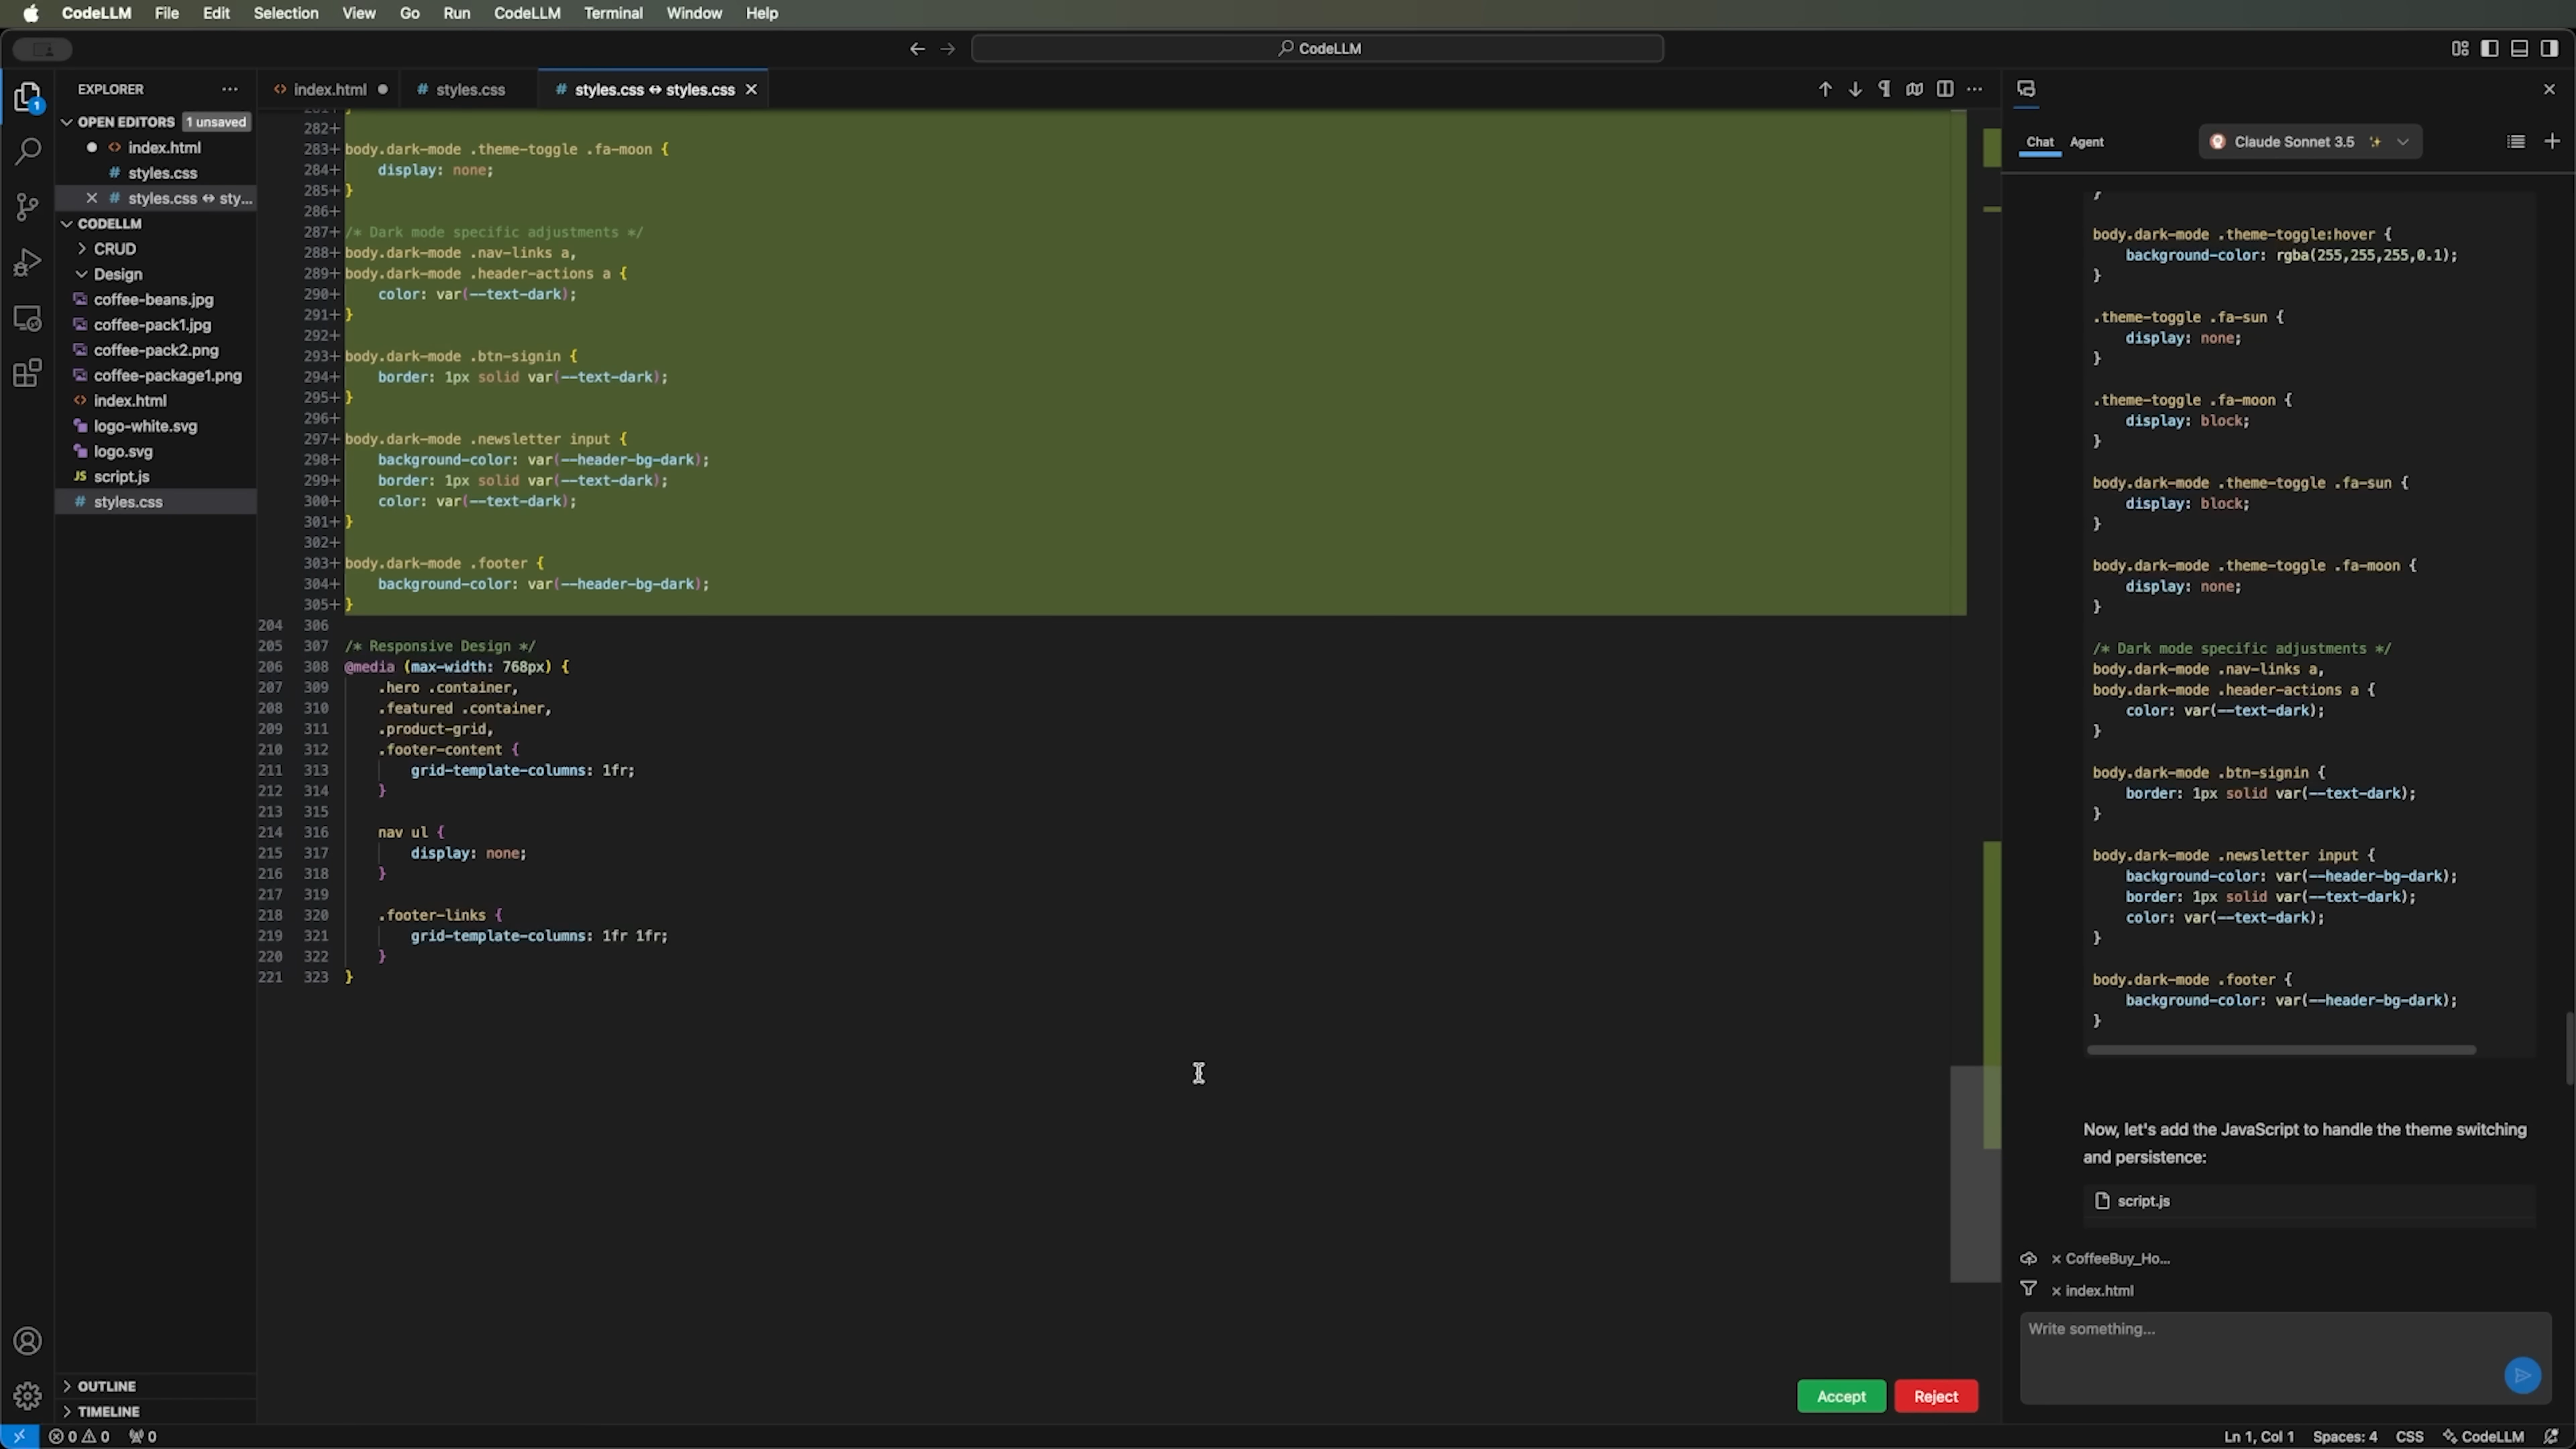 CodeLLM File Edit Selection View Go Run CodeLLM Terminal Window Help
CodeLLM
EXPLORER
OPEN EDITORS 1 unsaved
index.html
styles.css
styles.css ↔ sty...
CODELLM
CRUD
Design
coffee-beans.jpg
coffee-pack1.jpg
coffee-pack2.png
coffee-package1.png
index.html
logo-white.svg
logo.svg
JS script.js
# styles.css
OUTLINE
TIMELINE
1
<> index.html
# styles.css
# styles.css ↔ styles.css
282+
283+ body.dark-mode .theme-toggle .fa-moon {
284+ display: none;
285+ }
286+
287+ /* Dark mode specific adjustments */
288+ body.dark-mode .nav-links a,
289+ body.dark-mode .header-actions a {
290+ color: var(--text-dark);
291+ }
292+
293+ body.dark-mode .btn-signin {
294+ border: 1px solid var(--text-dark);
295+ }
296+
297+ body.dark-mode .newsletter input {
298+ background-color: var(--header-bg-dark);
299+ border: 1px solid var(--text-dark);
300+ color: var(--text-dark);
301+ }
302+
303+ body.dark-mode .footer {
304+ background-color: var(--header-bg-dark);
305+ }
204 306
205 307 /* Responsive Design */
206 308 @media (max-width: 768px) {
207 309 .hero .container,
208 310 .featured .container,
209 311 .product-grid,
210 312 .footer-content {
211 313 grid-template-columns: 1fr;
212 314 }
213 315
214 316 nav ul {
215 317 display: none;
216 318 }
217 319
218 320 .footer-links {
219 321 grid-template-columns: 1fr 1fr;
220 322 }
221 323 }
Accept Reject
Chat Agent Claude Sonnet 3.5
}
body.dark-mode .theme-toggle:hover {
background-color: rgba(255,255,255,0.1);
}
.theme-toggle .fa-sun {
display: none;
}
.theme-toggle .fa-moon {
display: block;
}
body.dark-mode .theme-toggle .fa-sun {
display: block;
}
body.dark-mode .theme-toggle .fa-moon {
display: none;
}
/* Dark mode specific adjustments */
body.dark-mode .nav-links a,
body.dark-mode .header-actions a {
color: var(--text-dark);
}
body.dark-mode .btn-signin {
border: 1px solid var(--text-dark);
}
body.dark-mode .newsletter input {
background-color: var(--header-bg-dark);
border: 1px solid var(--text-dark);
color: var(--text-dark);
}
body.dark-mode .footer {
background-color: var(--header-bg-dark);
}
Now, let's add the JavaScript to handle the theme switching
and persistence:
script.js
× CoffeeBuy_Ho...
× index.html
Write something...
0 0 0
Ln 1, Col 1 Spaces: 4 CSS CodeLLM